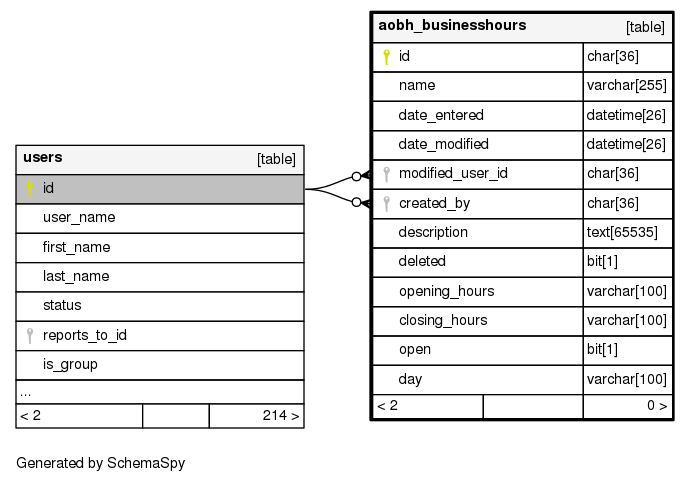 users [table]
id
user_name
first_name
last_name
status
reports_to_id
is_group
...
< 2 214 >
aobh_businesshours [table]
id char[36]
name varchar[255]
date_entered datetime[26]
date_modified datetime[26]
modified_user_id char[36]
created_by char[36]
description text[65535]
deleted bit[1]
opening_hours varchar[100]
closing_hours varchar[100]
open bit[1]
day varchar[100]
< 2 0 >
Generated by SchemaSpy